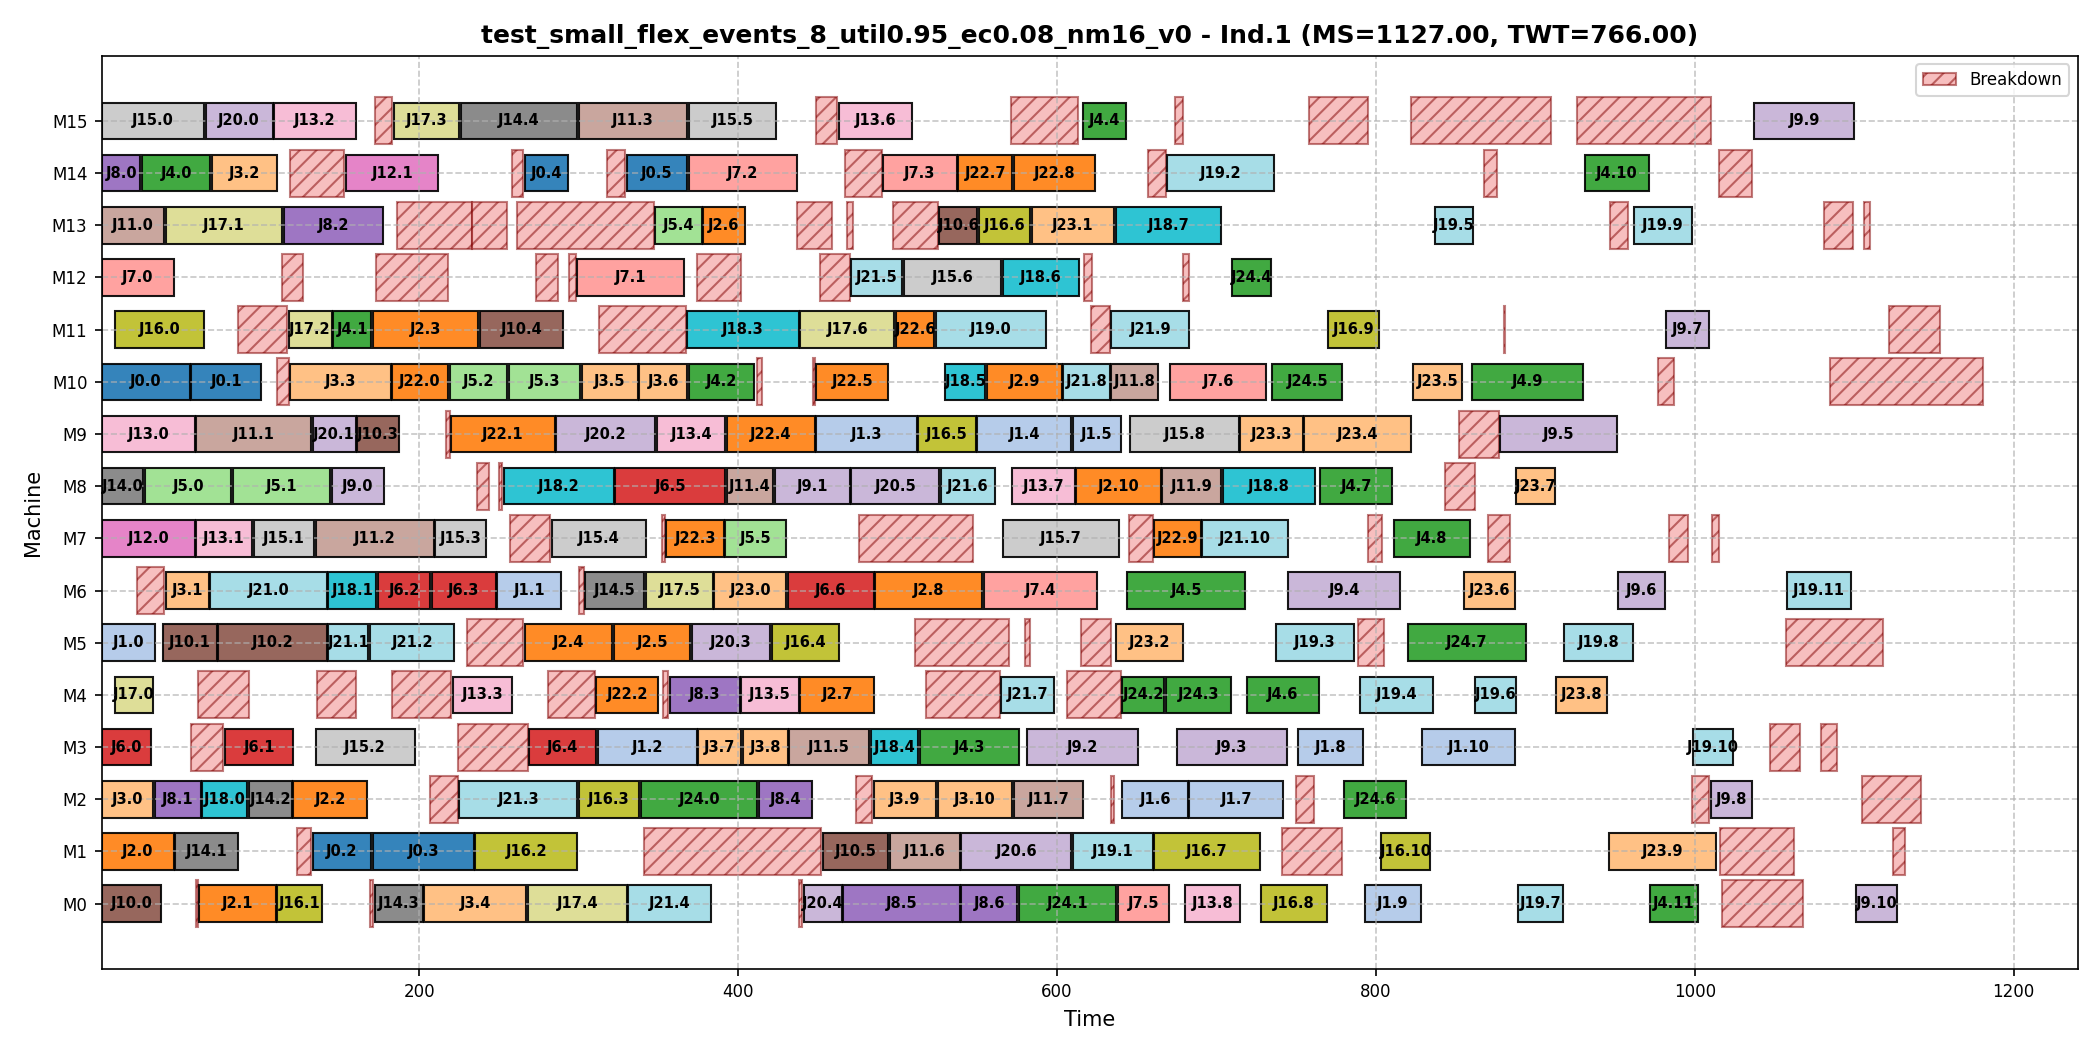 test_small_flex_events_8_util0.95_ec0.08_nm16_v0 - Ind.1 (MS=1127.00, TWT=766.00)
Breakdown
M15 J15.0 J20.0 J13.2 J17.3 J14.4 J11.3 J15.5 J13.6 J4.4 J9.9
M14 J8.0 J4.0 J3.2 J12.1 J0.4 J0.5 J7.2 J7.3 J22.7 J22.8 J19.2 J4.10
M13 J11.0 J17.1 J8.2 J5.4 J2.6 J10.6 J16.6 J23.1 J18.7 J19.5 J19.9
M12 J7.0 J7.1 J21.5 J15.6 J18.6 J24.4
M11 J16.0 J17.2 J4.1 J2.3 J10.4 J18.3 J17.6 J22.6 J19.0 J21.9 J16.9 J9.7
M10 J0.0 J0.1 J3.3 J22.0 J5.2 J5.3 J3.5 J3.6 J4.2 J22.5 J18.5 J2.9 J21.8 J11.8 J7.6 J24.5 J23.5 J4.9
M9 J13.0 J11.1 J20.1 J10.3 J22.1 J20.2 J13.4 J22.4 J1.3 J16.5 J1.4 J1.5 J15.8 J23.3 J23.4 J9.5
M8 J14.0 J5.0 J5.1 J9.0 J18.2 J6.5 J11.4 J9.1 J20.5 J21.6 J13.7 J2.10 J11.9 J18.8 J4.7 J23.7
M7 J12.0 J13.1 J15.1 J11.2 J15.3 J15.4 J22.3 J5.5 J15.7 J22.9 J21.10 J4.8
M6 J3.1 J21.0 J18.1 J6.2 J6.3 J1.1 J14.5 J17.5 J23.0 J6.6 J2.8 J7.4 J4.5 J9.4 J23.6 J9.6 J19.11
M5 J1.0 J10.1 J10.2 J21.1 J21.2 J2.4 J2.5 J20.3 J16.4 J23.2 J19.3 J24.7 J19.8
M4 J17.0 J13.3 J22.2 J8.3 J13.5 J2.7 J21.7 J24.2 J24.3 J4.6 J19.4 J19.6 J23.8
M3 J6.0 J6.1 J15.2 J6.4 J1.2 J3.7 J3.8 J11.5 J18.4 J4.3 J9.2 J9.3 J1.8 J1.10 J19.10
M2 J3.0 J8.1 J18.0 J14.2 J2.2 J21.3 J16.3 J24.0 J8.4 J3.9 J3.10 J11.7 J1.6 J1.7 J24.6 J9.8
M1 J2.0 J14.1 J0.2 J0.3 J16.2 J10.5 J11.6 J20.6 J19.1 J16.7 J16.10 J23.9
M0 J10.0 J2.1 J16.1 J14.3 J3.4 J17.4 J21.4 J20.4 J8.5 J8.6 J24.1 J7.5 J13.8 J16.8 J1.9 J19.7 J4.11 J9.10
Machine
200 400 600 800 1000 1200
Time